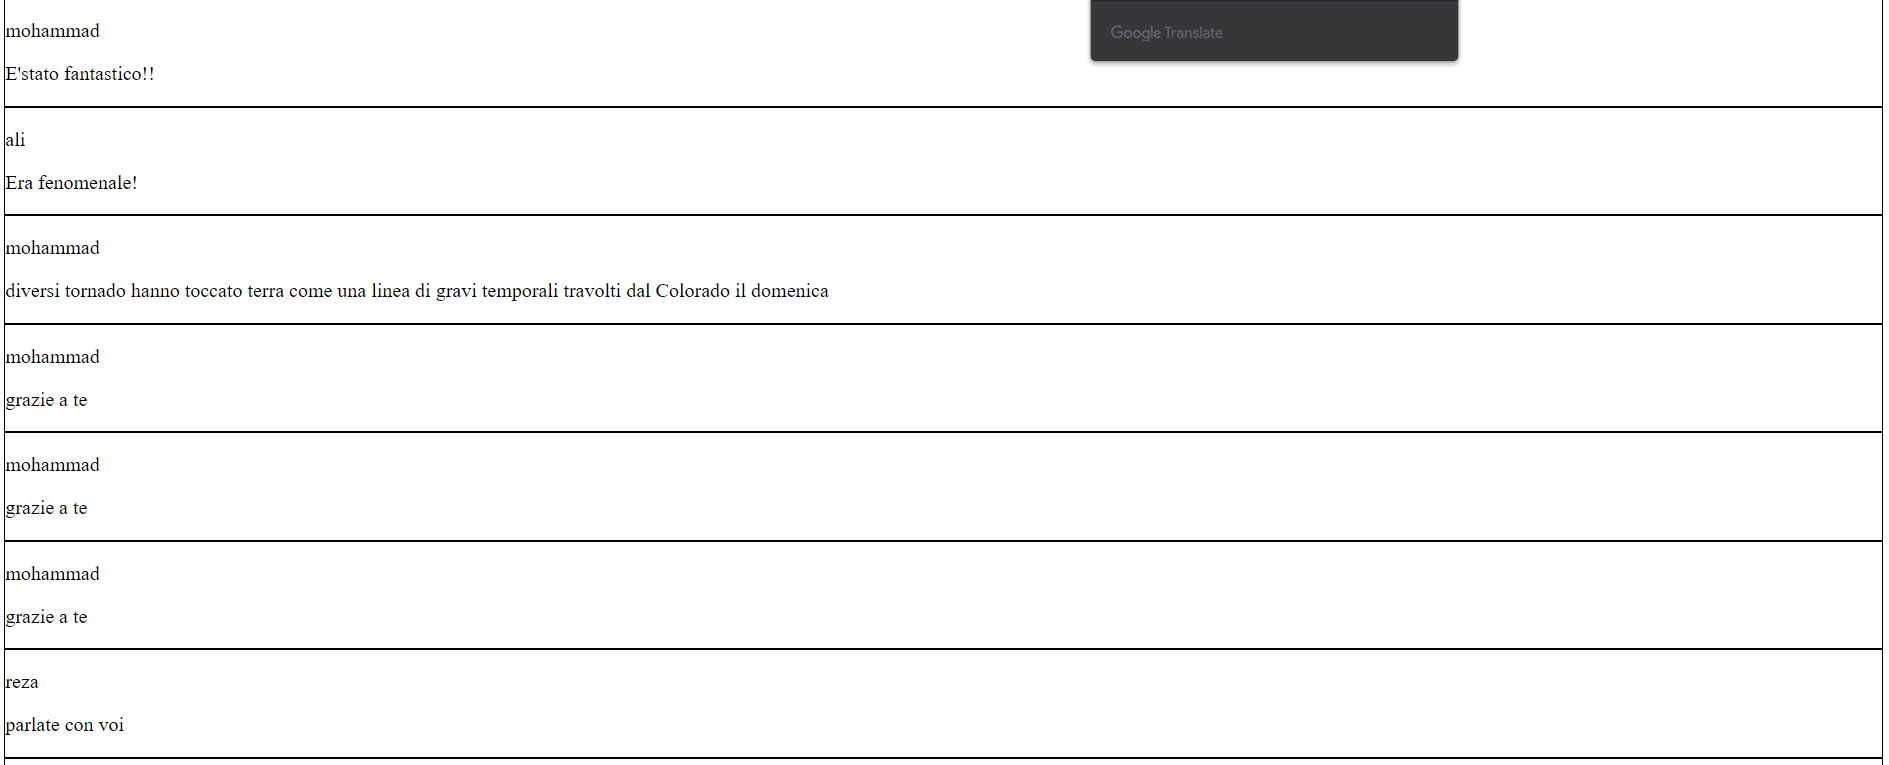 mohammad
Google Translate
E'stato fantastico!!
ali
Era fenomenale!
mohammad
diversi tornado hanno toccato terra come una linea di gravi temporali travolti dal Colorado il domenica
mohammad
grazie a te
mohammad
grazie a te
mohammad
grazie a te
reza
parlate con voi